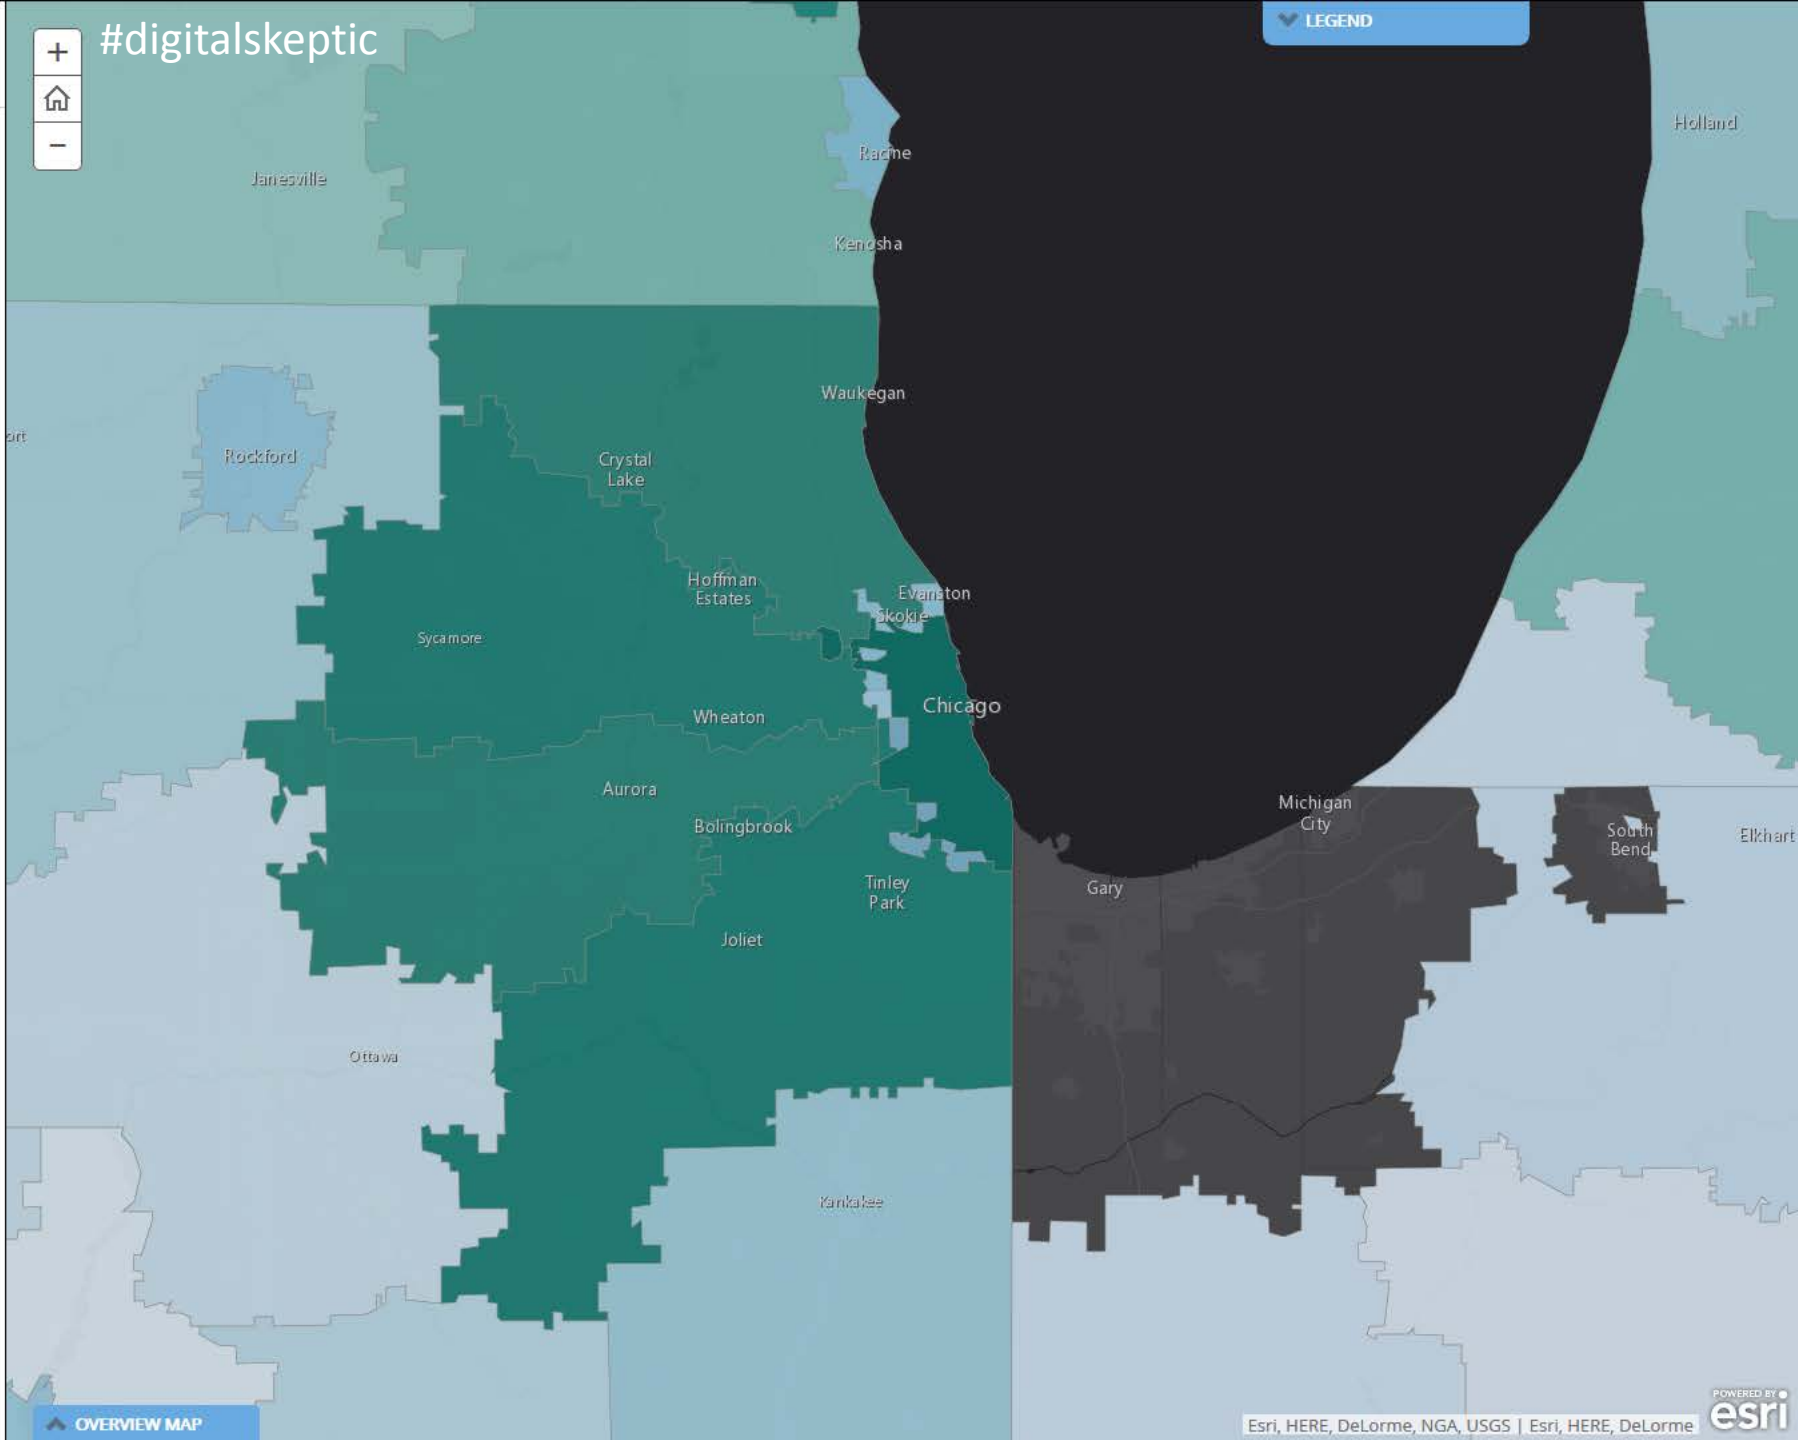 #digitalskeptic
+
−
LEGEND
Holland
Racine
Janesville
Kenosha
Waukegan
ort
Rockford
Crystal
Lake
Hoffman
Estates
Evanston
Skokie
Sycamore
Chicago
Wheaton
Aurora
Michigan
City
Bolingbrook
South
Bend
Elkhart
Tinley
Park
Gary
Joliet
Ottawa
Kankakee
OVERVIEW MAP
POWERED BY
esri
Esri, HERE, DeLorme, NGA, USGS | Esri, HERE, DeLorme